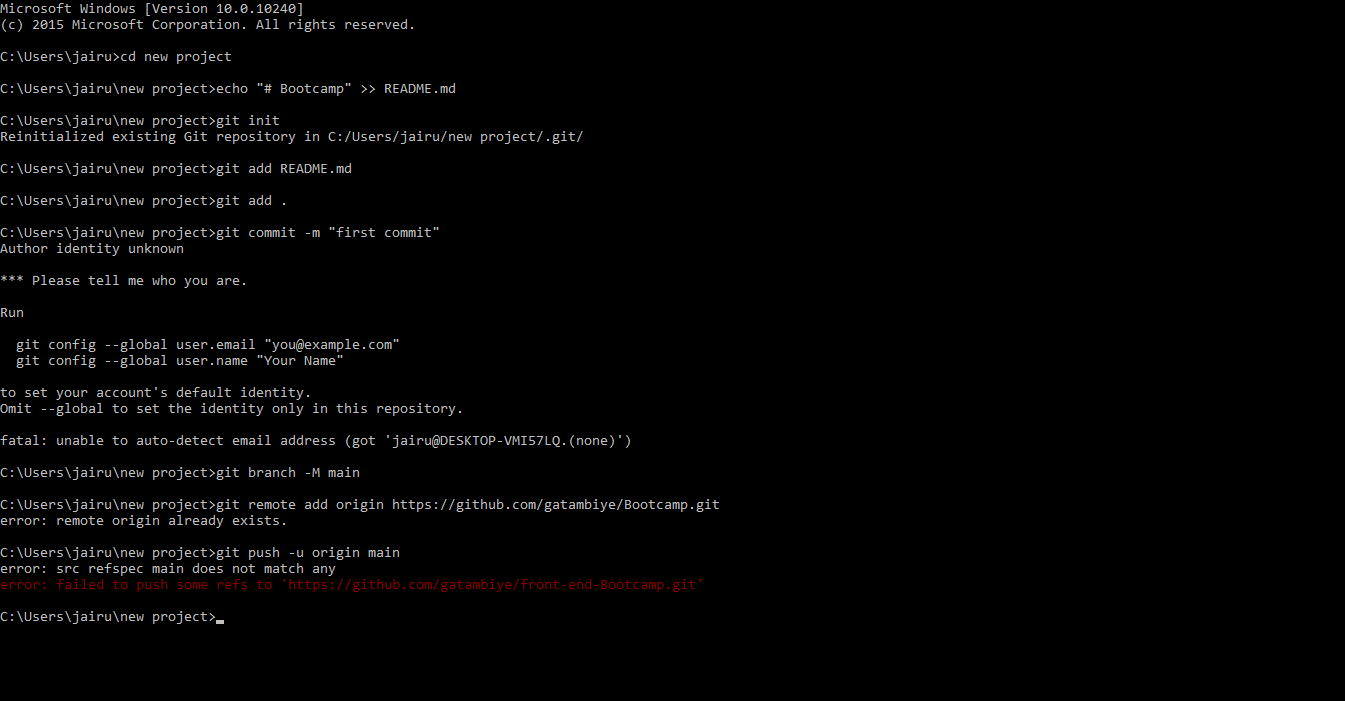 Microsoft Windows [Version 10.0.10240]
(c) 2015 Microsoft Corporation. All rights reserved.
C:\Users\jairu>cd new project
C:\Users\jairu\new project>echo "# Bootcamp" >> README.md
C:\Users\jairu\new project>git init
Reinitialized existing Git repository in C:/Users/jairu/new project/.git/
C:\Users\jairu\new project>git add README.md
C:\Users\jairu\new project>git add .
C:\Users\jairu\new project>git commit -m "first commit"
Author identity unknown
*** Please tell me who you are.
Run
  git config --global user.email "you@example.com"
  git config --global user.name "Your Name"
to set your account's default identity.
Omit --global to set the identity only in this repository.
fatal: unable to auto-detect email address (got 'jairu@DESKTOP-VMI57LQ.(none)')
C:\Users\jairu\new project>git branch -M main
C:\Users\jairu\new project>git remote add origin https://github.com/gatambiye/Bootcamp.git
error: remote origin already exists.
C:\Users\jairu\new project>git push -u origin main
error: src refspec main does not match any
error: failed to push some refs to 'https://github.com/gatambiye/front-end-Bootcamp.git'
C:\Users\jairu\new project>